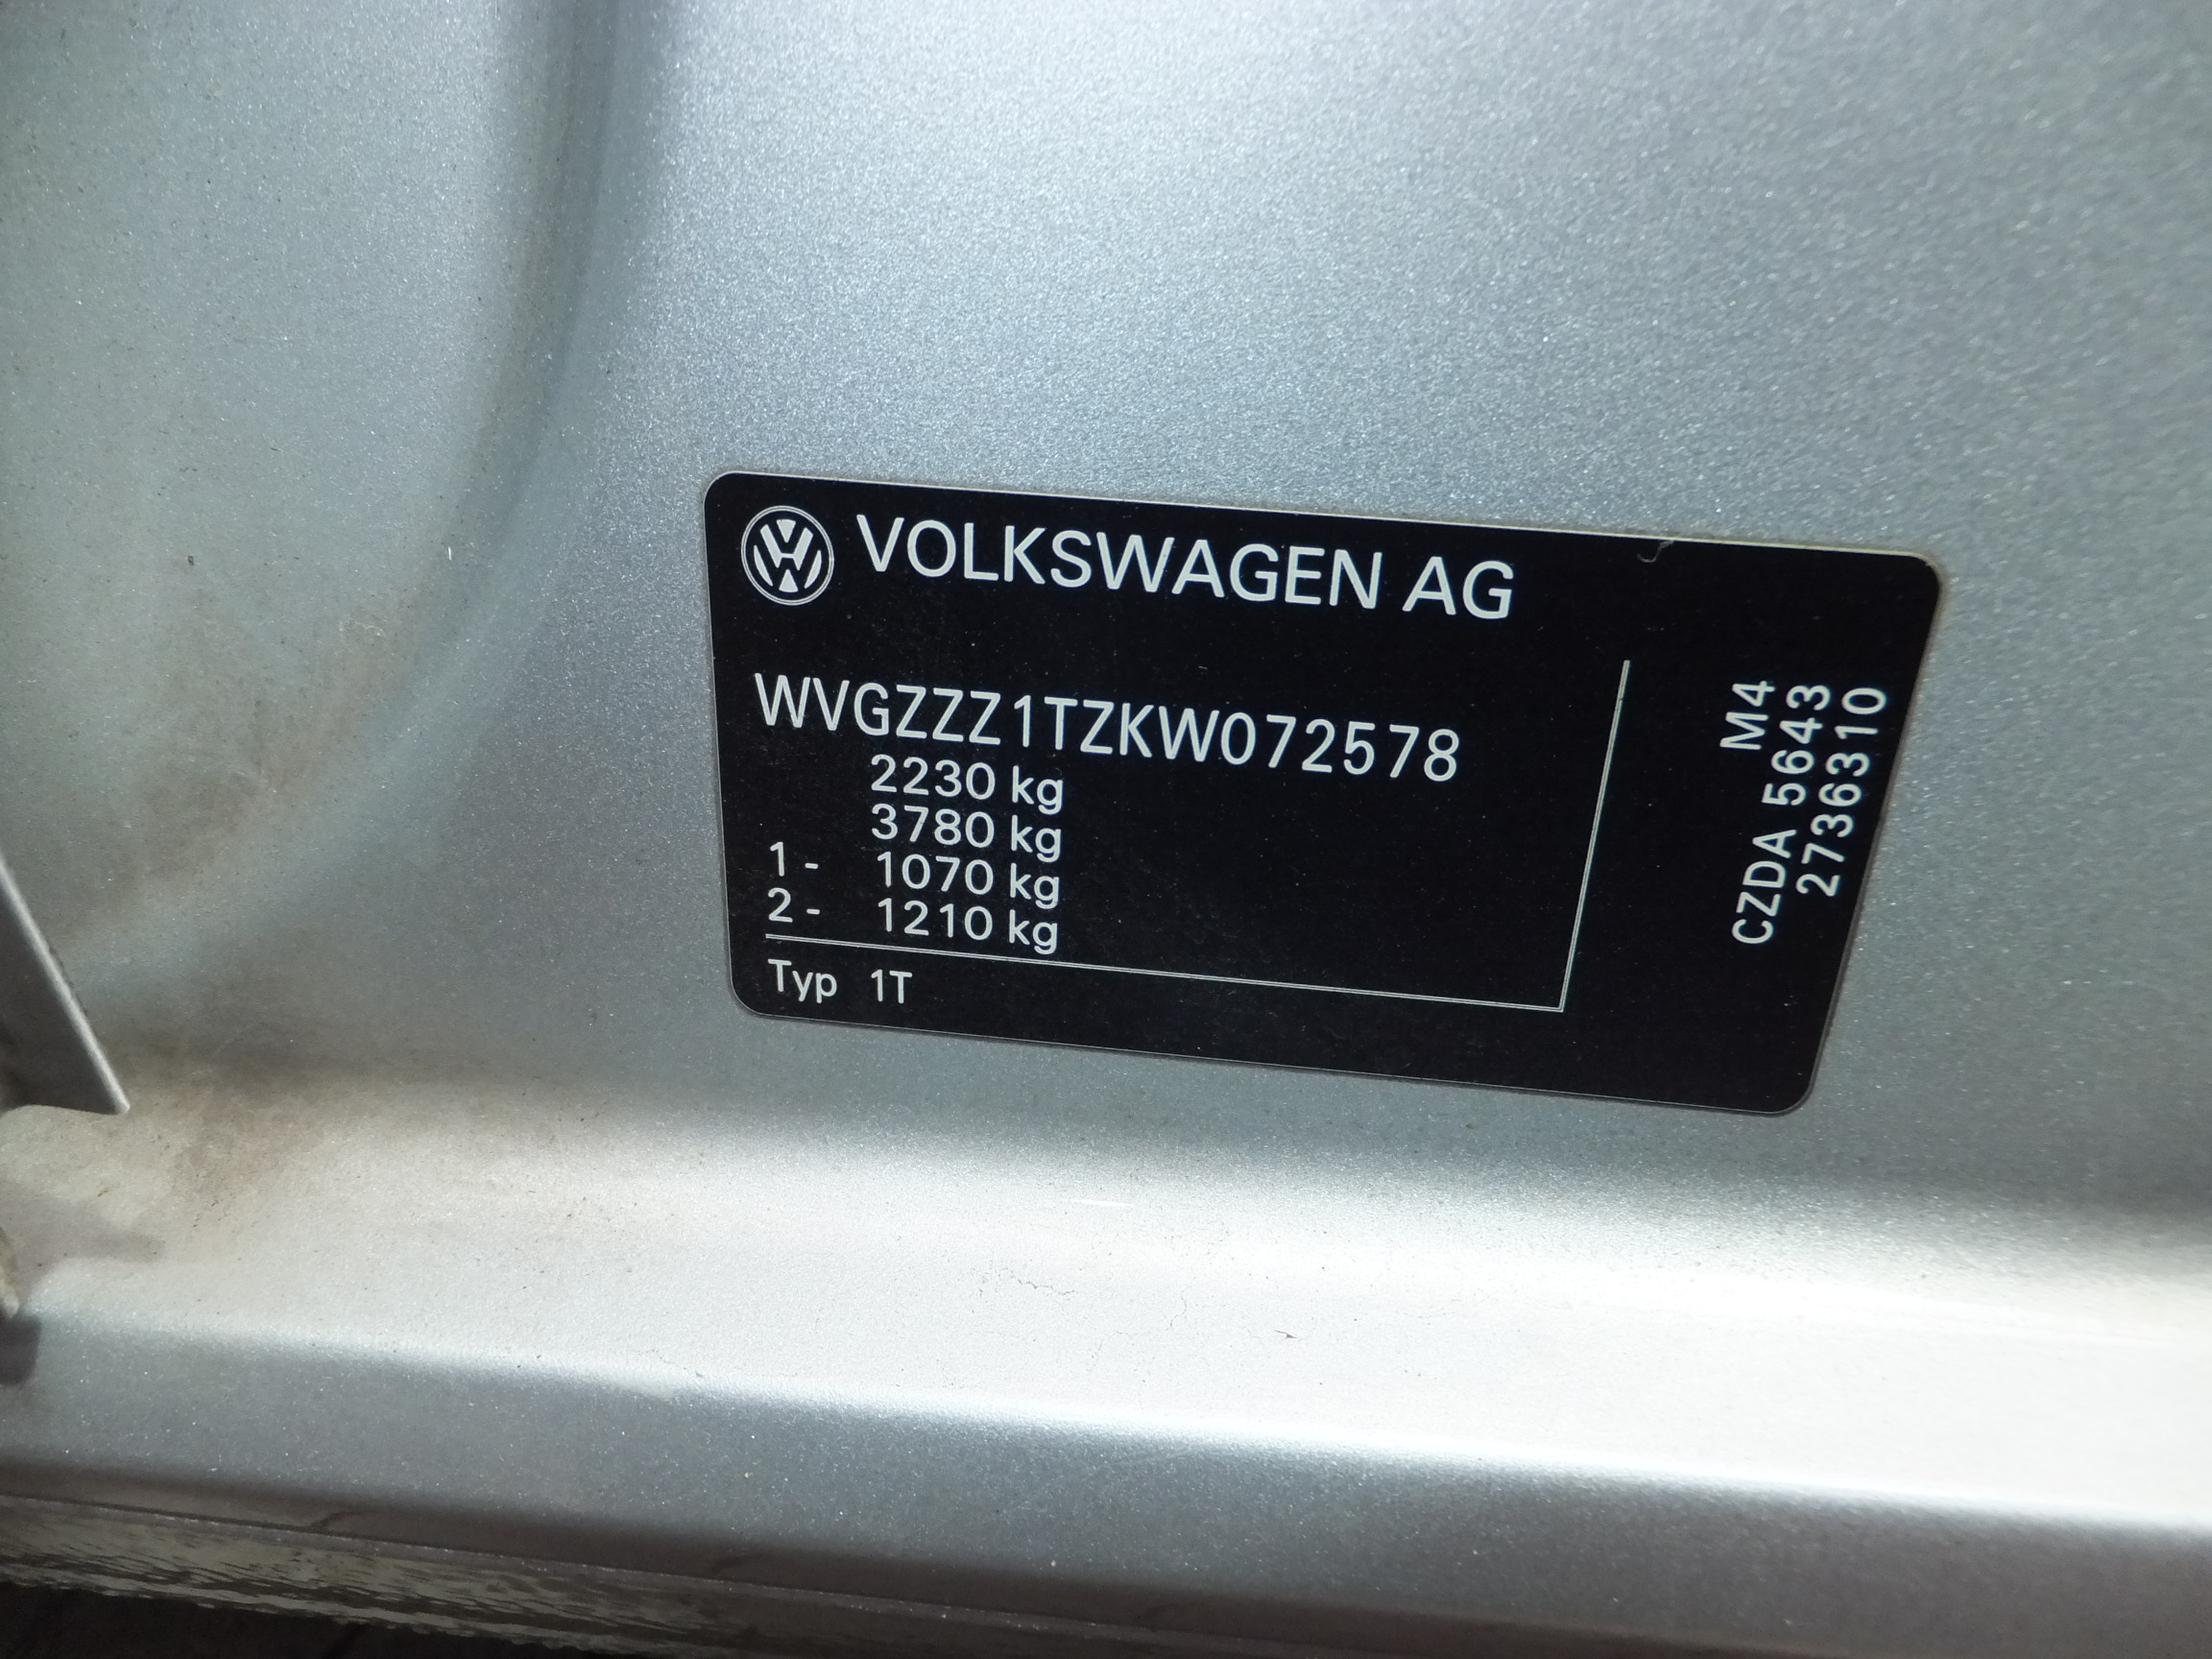 VOLKSWAGEN AG
WVGZZZ1TZKW072578
2230 kg
3780 kg
1- 1070 kg
2- 1210 kg
Typ 1T
M4
CZDA 5643
2736310